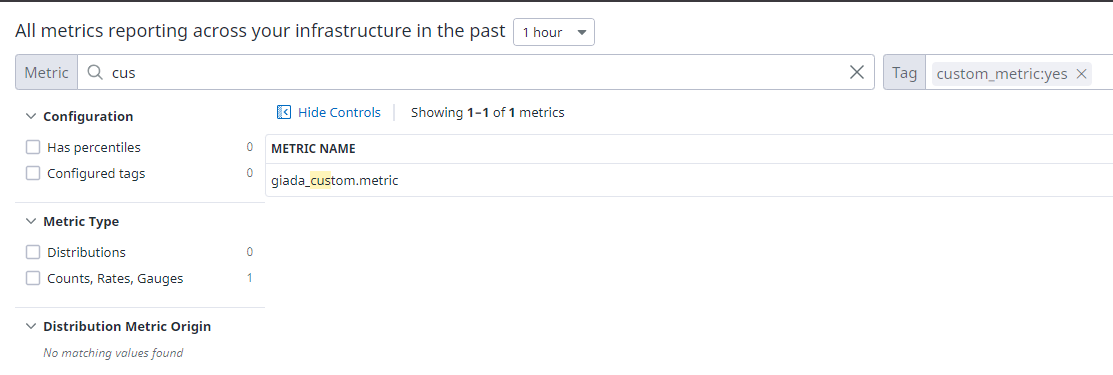 All metrics reporting across your infrastructure in the past 1 hour
Metric cus Tag custom_metric:yes
Configuration
Has percentiles 0
Configured tags 0
Metric Type
Distributions 0
Counts, Rates, Gauges 1
Distribution Metric Origin
No matching values found
Hide Controls Showing 1–1 of 1 metrics
METRIC NAME
giada_custom.metric